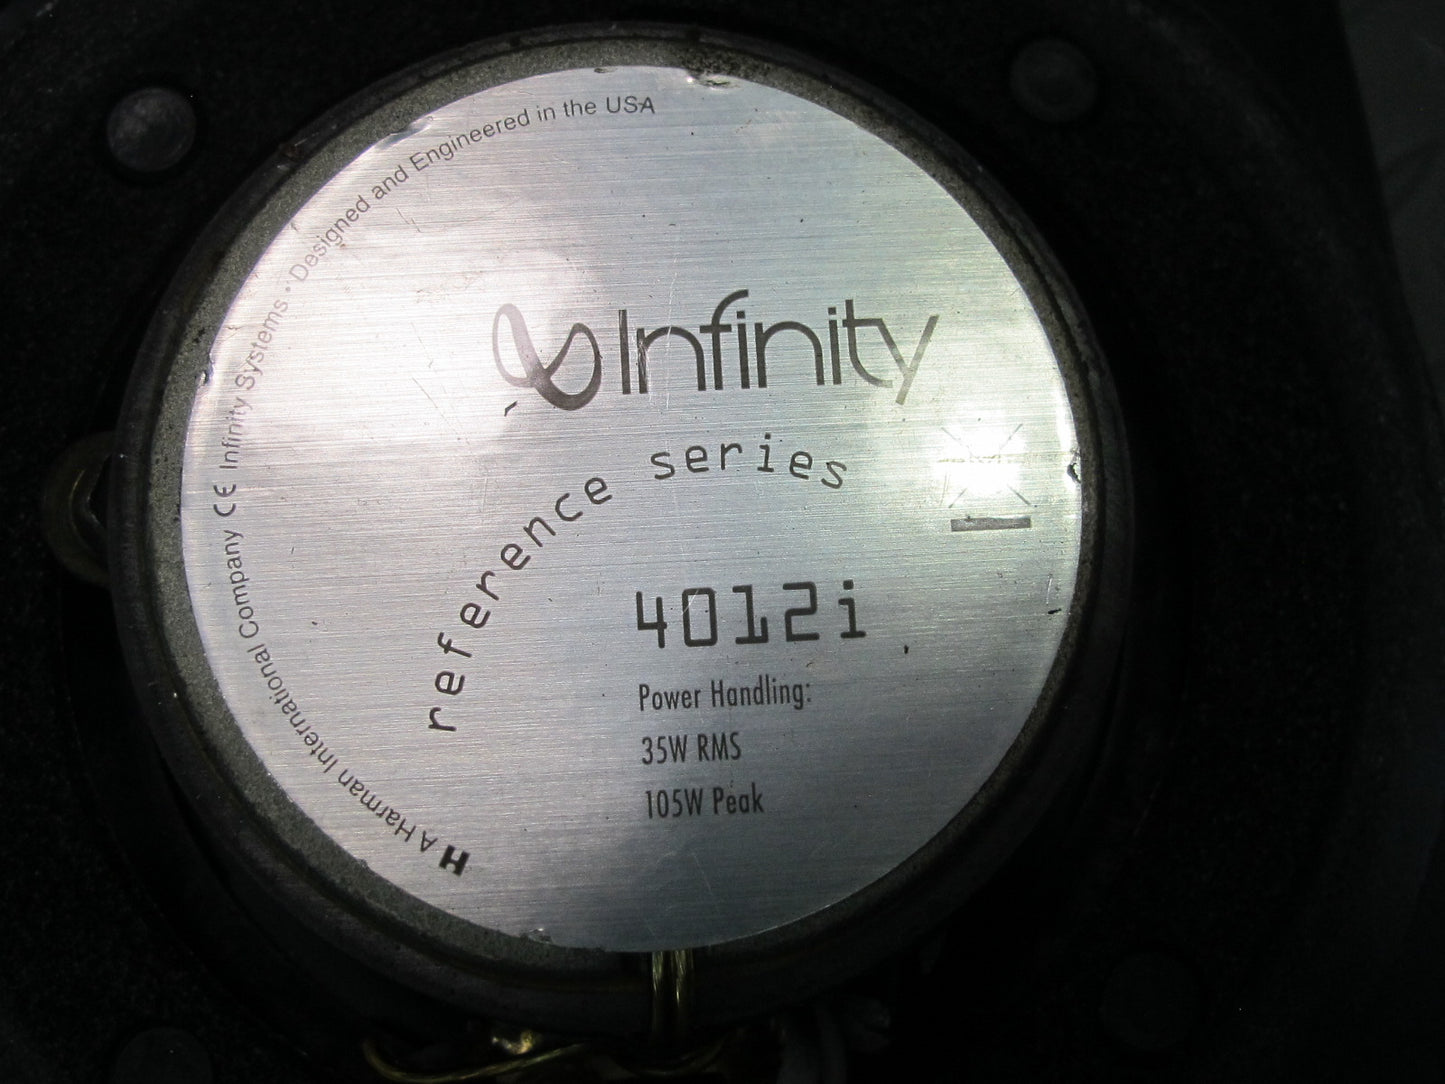 Infinity
reference series
4012i
Power Handling:
35W RMS
105W Peak
H A Harman International Company CE Infinity Systems • Designed and Engineered in the USA